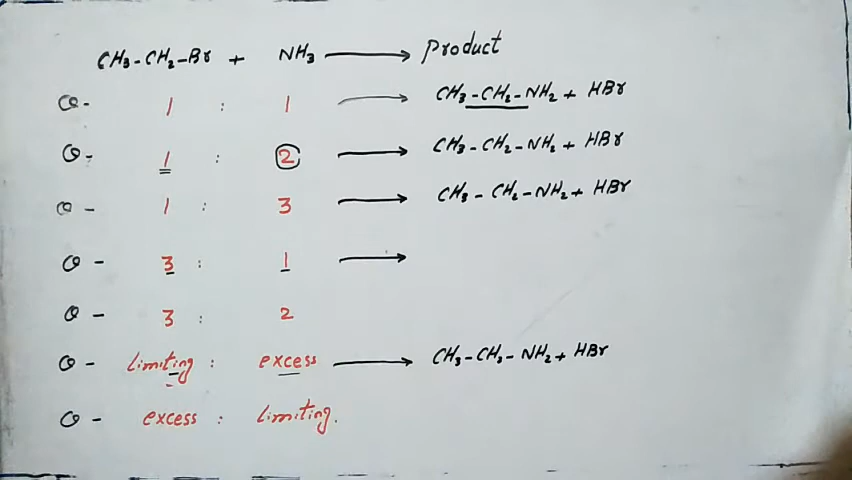 CH₃-CH₂-Br + NH₃ ⟶ Product
Q- 1 : 1 ⟶ CH₃-CH₂-NH₂ + HBr
Q- 1 : 2 ⟶ CH₃-CH₂-NH₂ + HBr
Q- 1 : 3 ⟶ CH₃-CH₂-NH₂ + HBr
Q- 3 : 1 ⟶
Q- 3 : 2
Q- limiting : excess ⟶ CH₃-CH₂-NH₂ + HBr
Q- excess : Limiting.